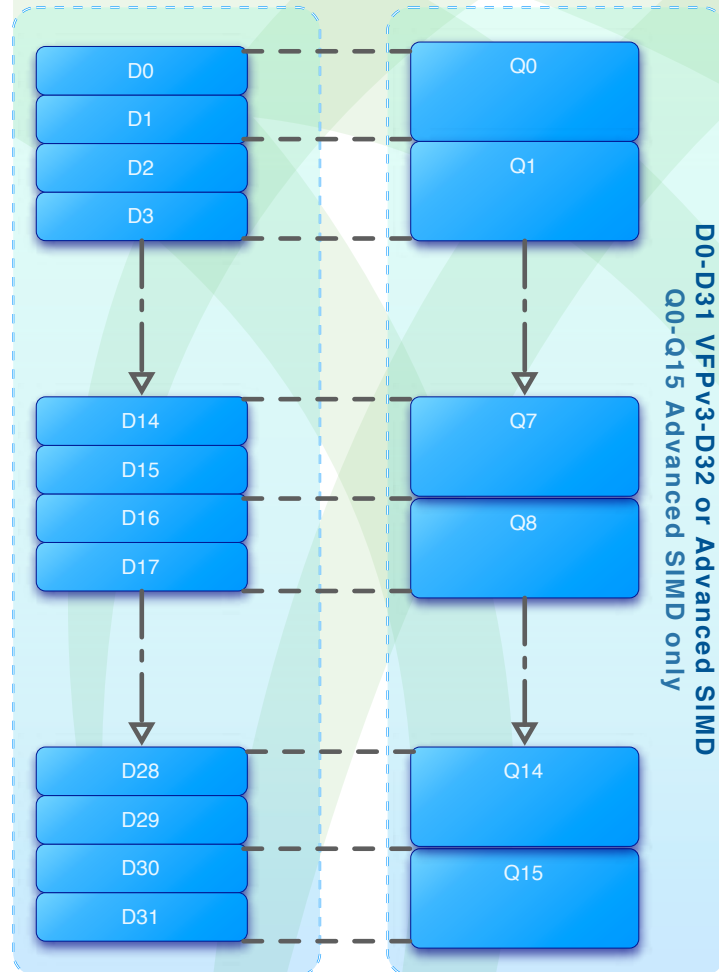 D0
D1
D2
D3
D14
D15
D16
D17
D28
D29
D30
D31
Q0
Q1
Q7
Q8
Q14
Q15
D0-D31 VFPv3-D32 or Advanced SIMD
Q0-Q15 Advanced SIMD only